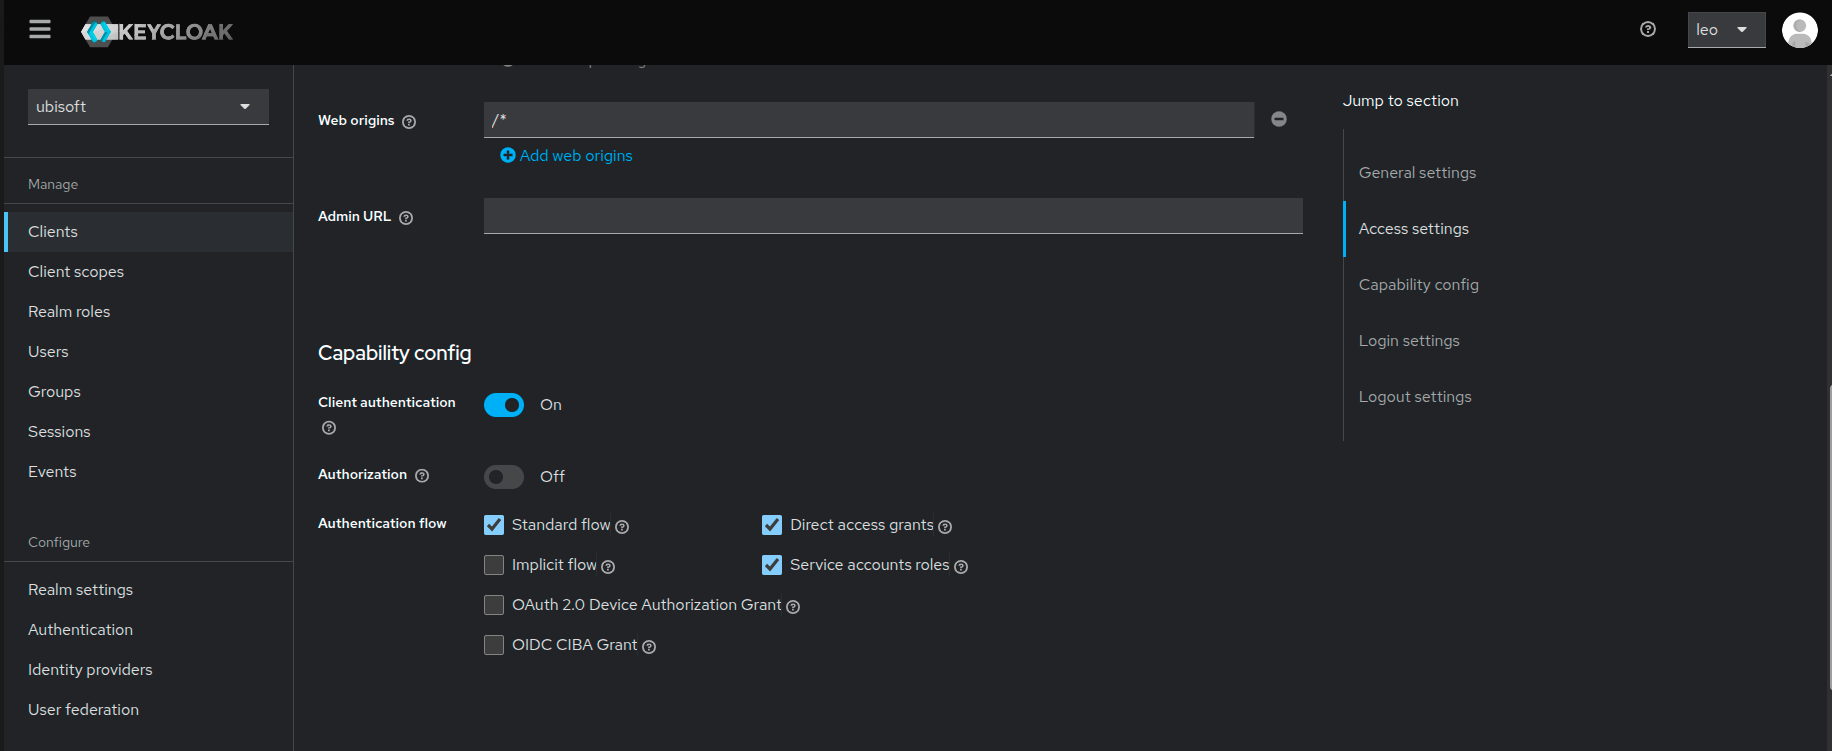 KEYCLOAK
leo
ubisoft
Manage
Clients
Client scopes
Realm roles
Users
Groups
Sessions
Events
Configure
Realm settings
Authentication
Identity providers
User federation
Web origins
/*
Add web origins
Admin URL
Capability config
Client authentication
On
Authorization
Off
Authentication flow
Standard flow
Direct access grants
Implicit flow
Service accounts roles
OAuth 2.0 Device Authorization Grant
OIDC CIBA Grant
Jump to section
General settings
Access settings
Capability config
Login settings
Logout settings